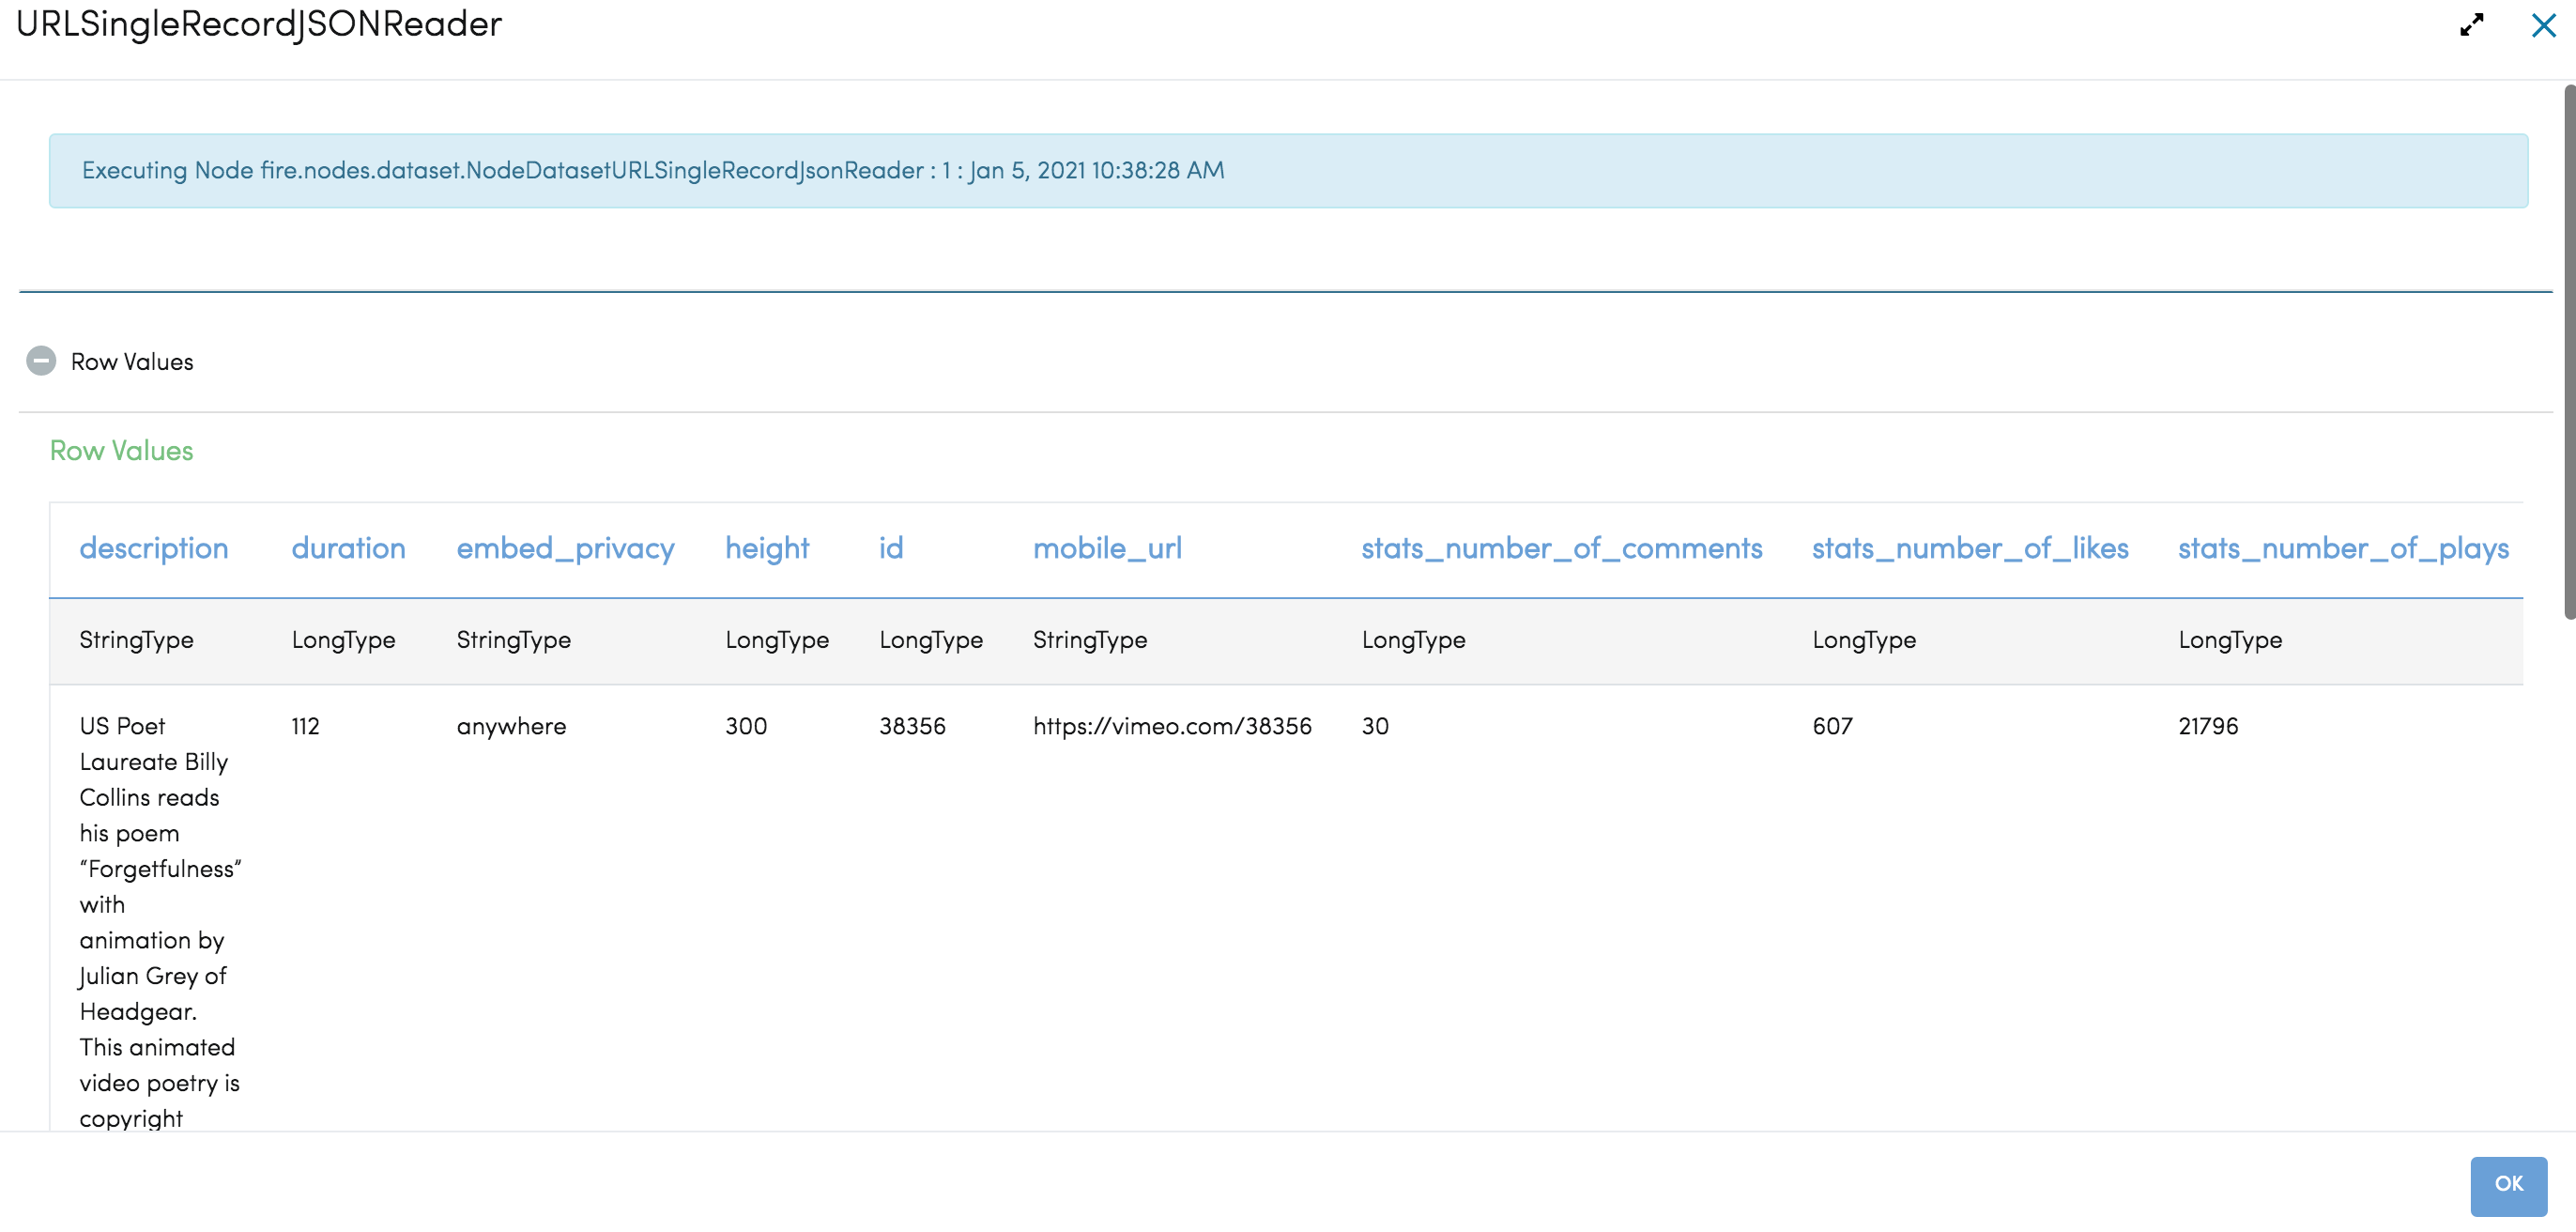 URLSingleRecordJSONReader
Executing Node fire.nodes.dataset.NodeDatasetURLSingleRecordJsonReader : 1 : Jan 5, 2021 10:38:28 AM
Row Values
Row Values
description duration embed_privacy height id mobile_url stats_number_of_comments stats_number_of_likes stats_number_of_plays
StringType LongType StringType LongType LongType StringType LongType LongType LongType
US Poet 112 anywhere 300 38356 https://vimeo.com/38356 30 607 21796
Laureate Billy
Collins reads
his poem
“Forgetfulness”
with
animation by
Julian Grey of
Headgear.
This animated
video poetry is
copyright
OK